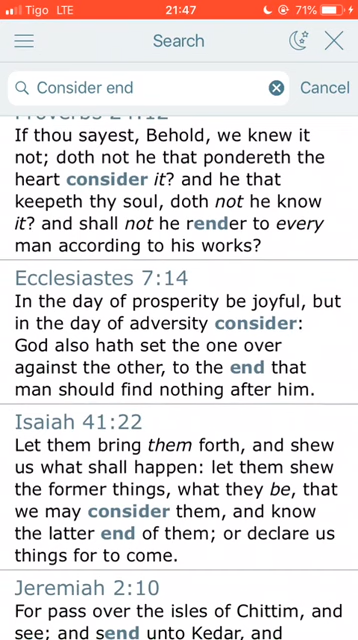 Tigo LTE 21:47 71%
Search
Consider end Cancel
Proverbs 24:12
If thou sayest, Behold, we knew it
not; doth not he that pondereth the
heart consider it? and he that
keepeth thy soul, doth not he know
it? and shall not he render to every
man according to his works?
Ecclesiastes 7:14
In the day of prosperity be joyful, but
in the day of adversity consider:
God also hath set the one over
against the other, to the end that
man should find nothing after him.
Isaiah 41:22
Let them bring them forth, and shew
us what shall happen: let them shew
the former things, what they be, that
we may consider them, and know
the latter end of them; or declare us
things for to come.
Jeremiah 2:10
For pass over the isles of Chittim, and
see; and send unto Kedar, and